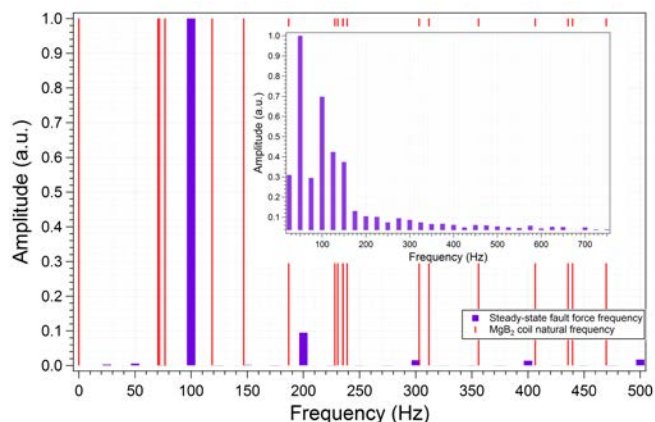 1.0
0.9
0.8
0.7
0.6
0.5
0.4
0.3
0.2
0.1
0.0
Amplitude (a.u.)
0 50 100 150 200 250 300 350 400 450 500
Frequency (Hz)
1.0
0.9
0.8
0.7
0.6
0.5
0.4
0.3
0.2
0.1
Amplitude (a.u.)
100 200 300 400 500 600 700
Frequency (Hz)
Steady-state fault force frequency
MgB₂ coil natural frequency